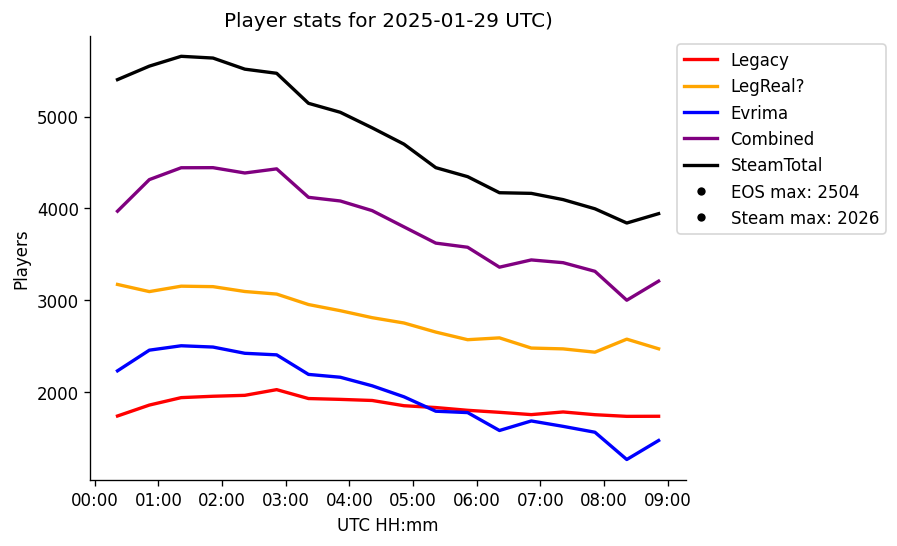 Player stats for 2025-01-29 UTC)
Legacy
LegReal?
Evrima
Combined
SteamTotal
EOS max: 2504
Steam max: 2026
Players
5000
4000
3000
2000
00:00 01:00 02:00 03:00 04:00 05:00 06:00 07:00 08:00 09:00
UTC HH:mm